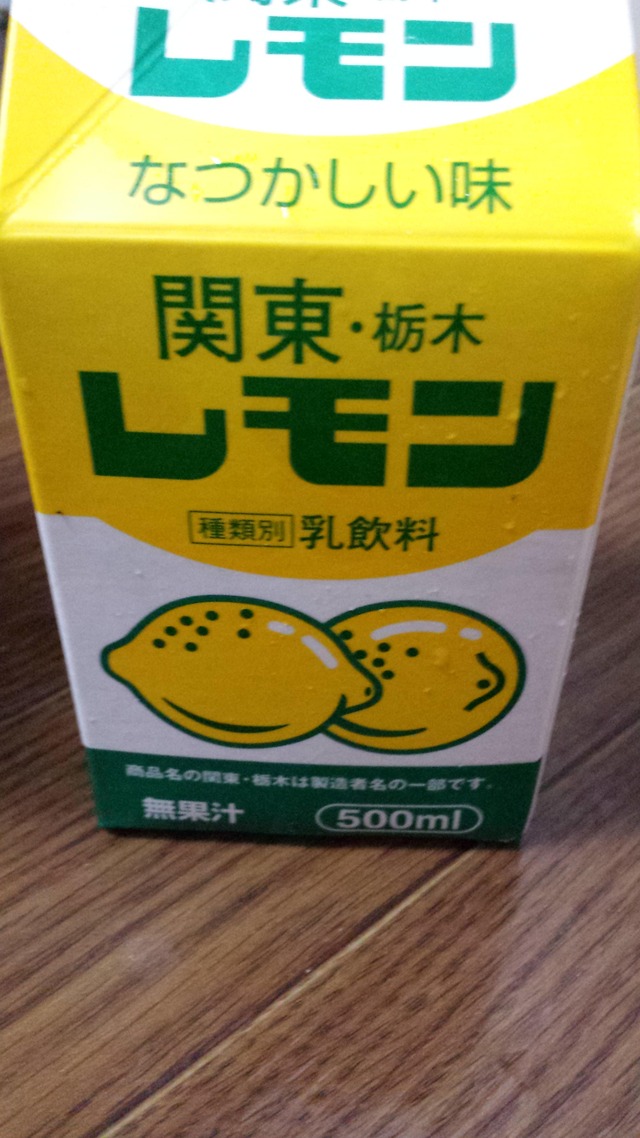 レモン
なつかしい味
関東・栃木
レモン
種類別 乳飲料
商品名の関東・栃木は製造者名の一部です。
無果汁 500ml